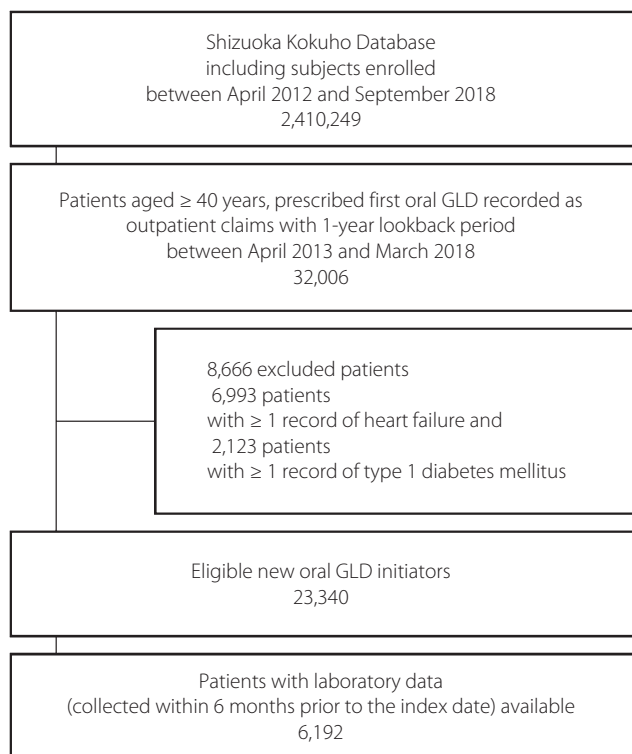 Shizuoka Kokuho Database
including subjects enrolled
between April 2012 and September 2018
2,410,249
Patients aged ≥ 40 years, prescribed first oral GLD recorded as
outpatient claims with 1-year lookback period
between April 2013 and March 2018
32,006
8,666 excluded patients
6,993 patients
with ≥ 1 record of heart failure and
2,123 patients
with ≥ 1 record of type 1 diabetes mellitus
Eligible new oral GLD initiators
23,340
Patients with laboratory data
(collected within 6 months prior to the index date) available
6,192